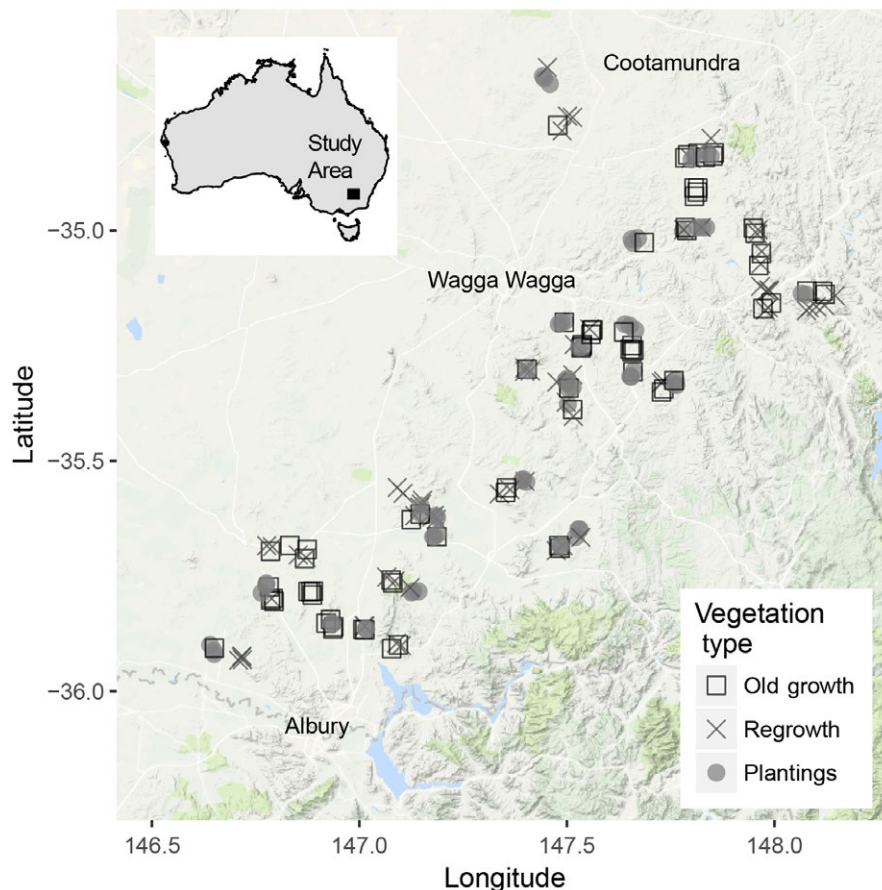 Cootamundra
Study
Area
−35.0
Wagga Wagga
Latitude
−35.5
Vegetation
type
Old growth
−36.0
Regrowth
Albury
Plantings
146.5
147.0
147.5
148.0
Longitude